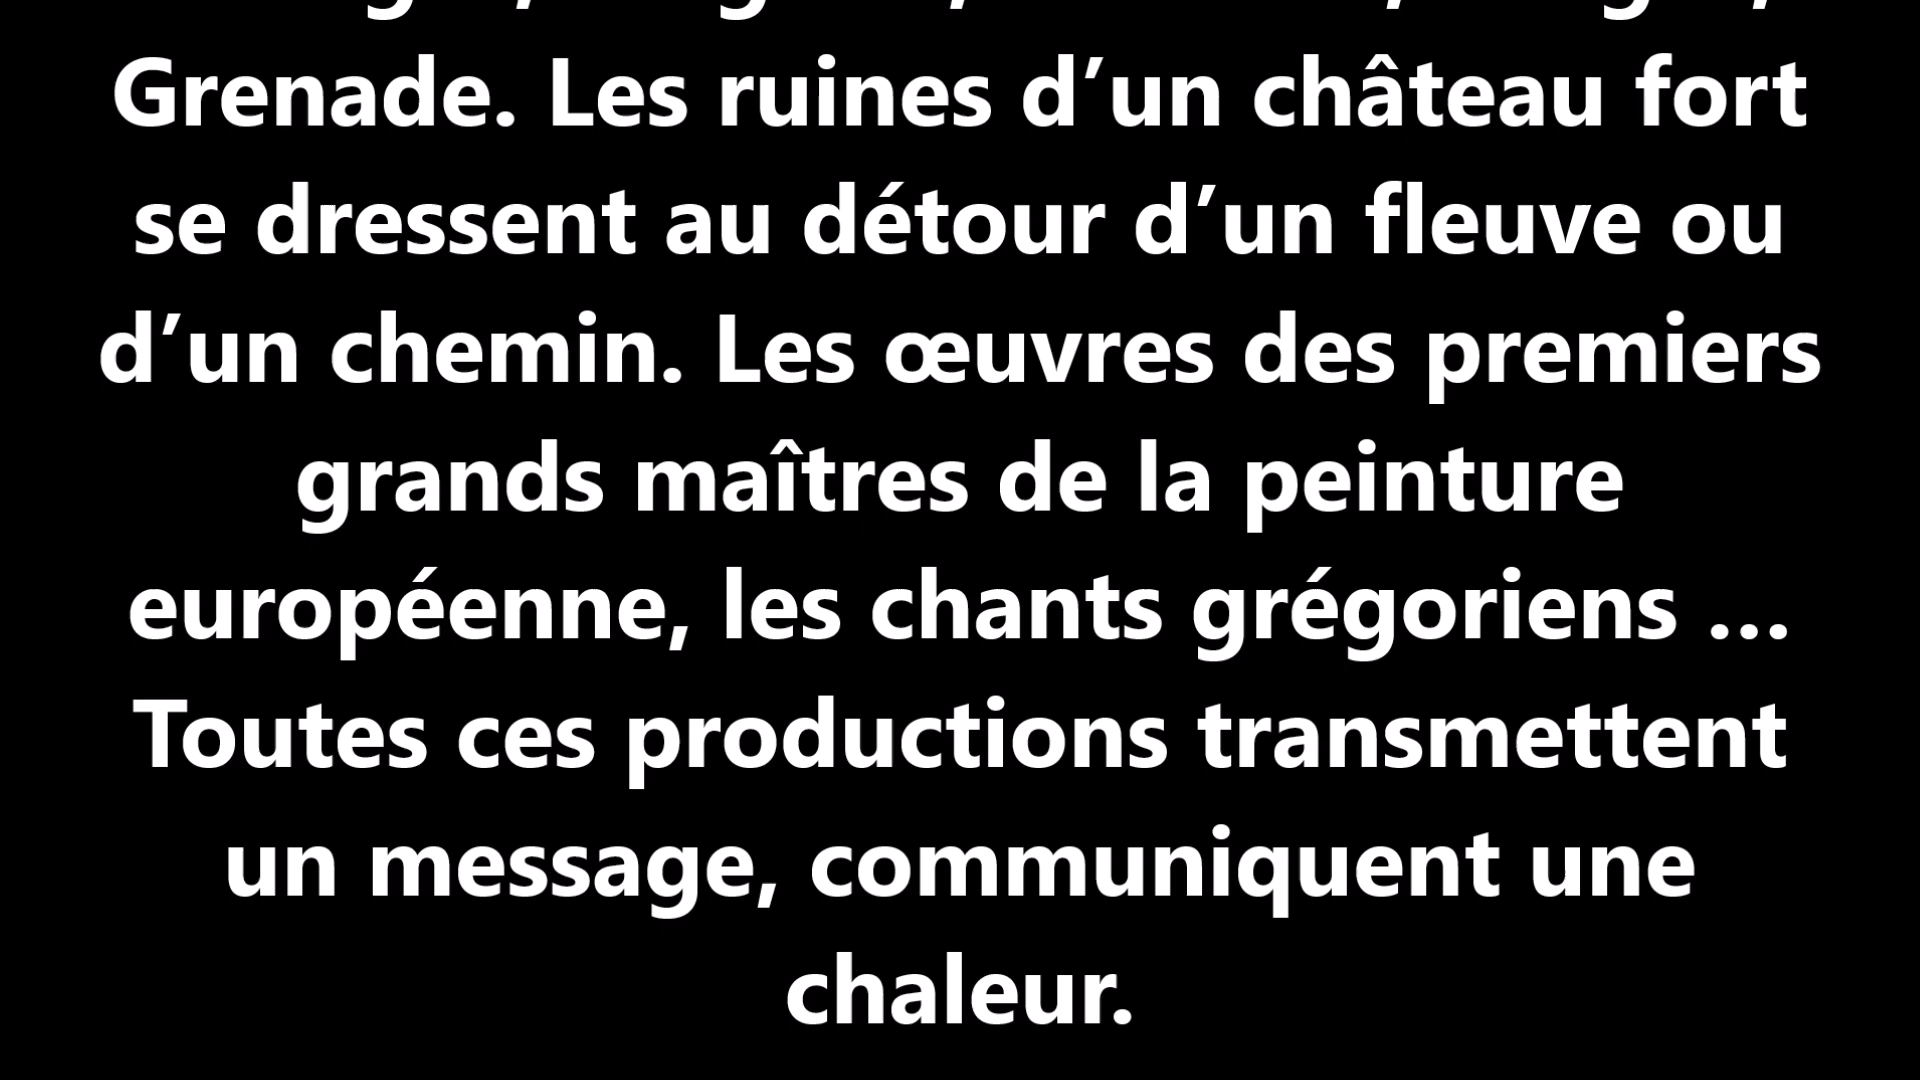 Grenade. Les ruines d’un château fort
se dressent au détour d’un fleuve ou
d’un chemin. Les œuvres des premiers
grands maîtres de la peinture
européenne, les chants grégoriens …
Toutes ces productions transmettent
un message, communiquent une
chaleur.